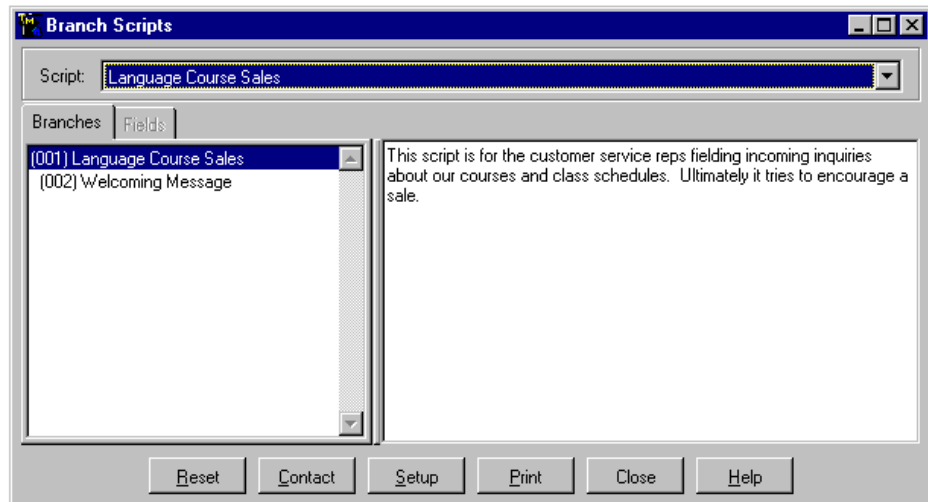 Branch Scripts
Script: Language Course Sales
Branches Fields
(001) Language Course Sales
(002) Welcoming Message
This script is for the customer service reps fielding incoming inquiries
about our courses and class schedules.  Ultimately it tries to encourage a
sale.
Reset Contact Setup Print Close Help